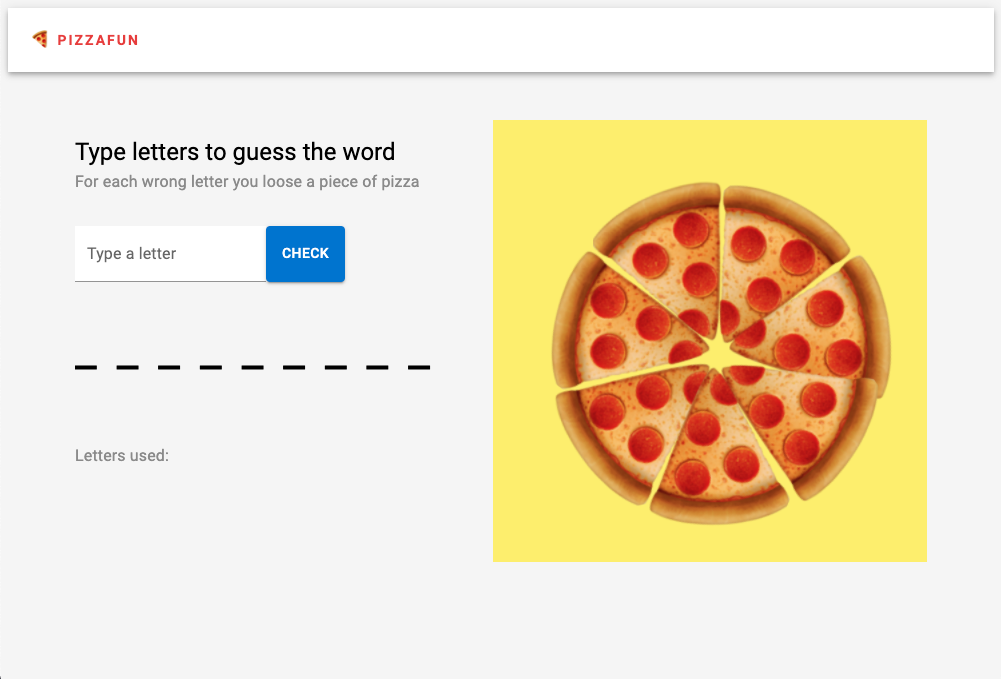 PIZZAFUN
Type letters to guess the word
For each wrong letter you loose a piece of pizza
Type a letter
CHECK
Letters used: